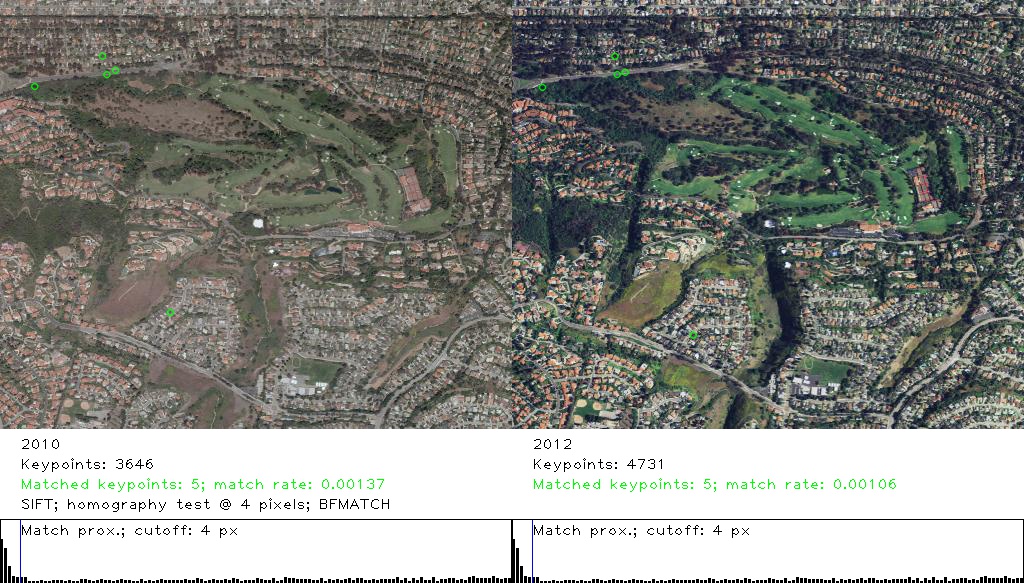 2010
Keypoints: 3646
Matched keypoints: 5; match rate: 0.00137
SIFT; homography test @ 4 pixels; BFMATCH
Match prox.; cutoff: 4 px
2012
Keypoints: 4731
Matched keypoints: 5; match rate: 0.00106
Match prox.; cutoff: 4 px